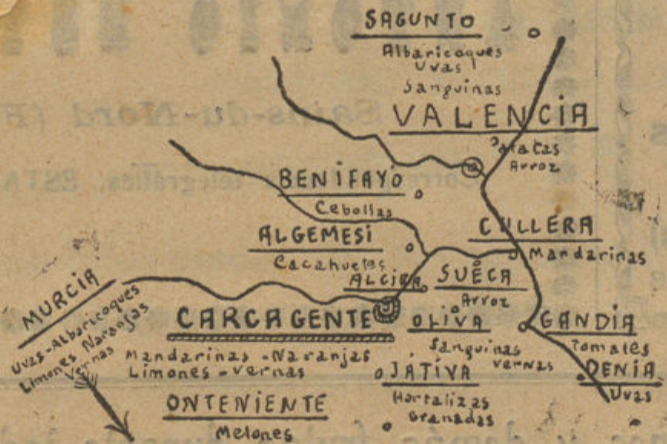 SAGUNTO
Albaricoques
Uvas
Sanguinas
VALENCIA
Patatas
Arroz
BENIFAYO
Cebollas
CULLERA
Mandarinas
ALGEMESI
Cacahuetes
ALCIRA
SUECA
Arroz
MURCIA
Uvas-Albaricoques
Limones Naranjas
Vernas
CARCAGENTE
Mandarinas - Naranjas
Limones - Vernas
OLIVA
Sanguinas
Vernas
GANDIA
Tomates
DENIA
Uvas
JÁTIVA
Hortalizas
Granadas
ONTENIENTE
Melones